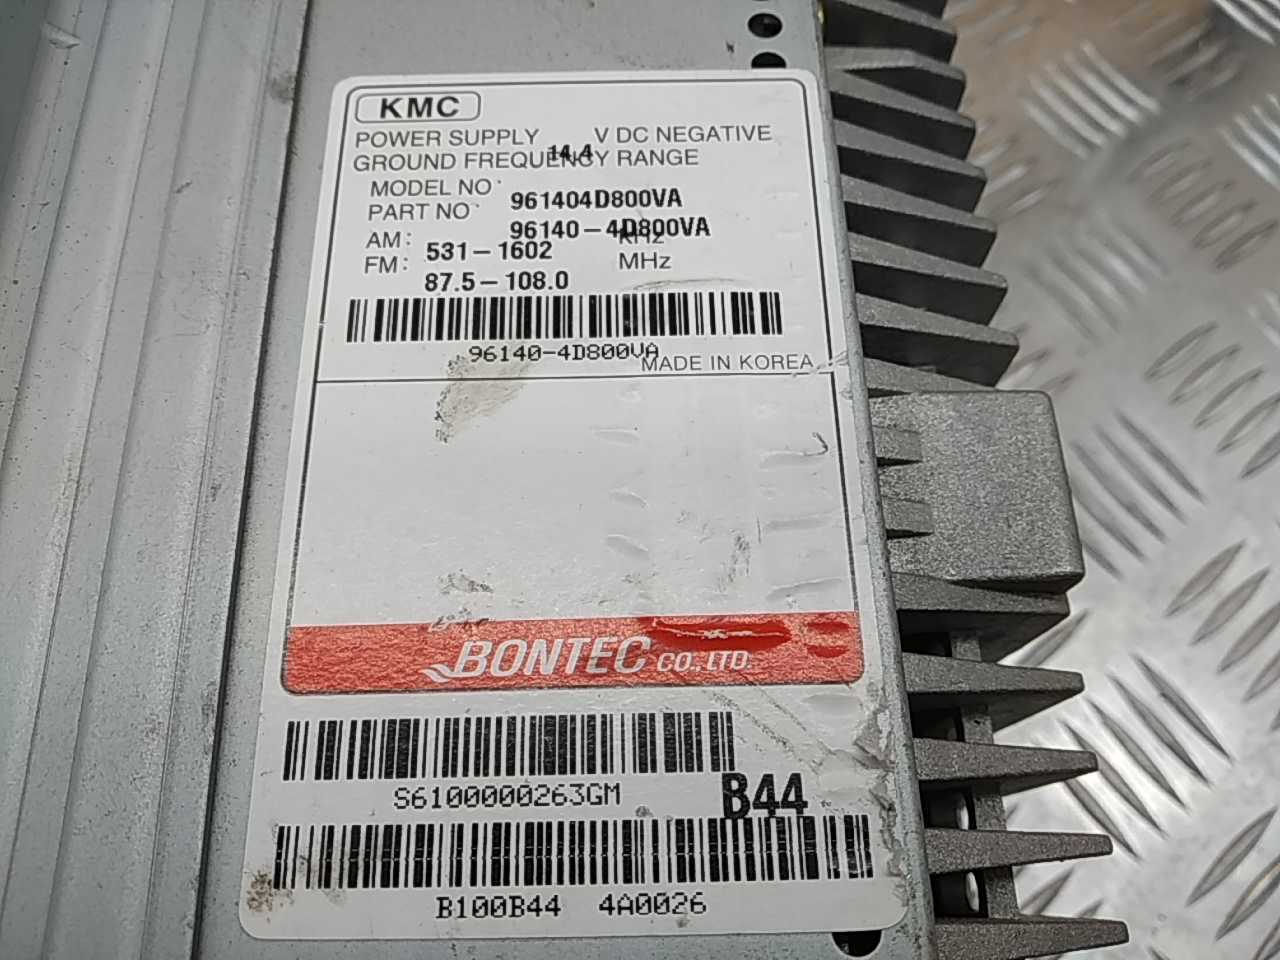 KMC
POWER SUPPLY 14.4 V DC NEGATIVE
GROUND FREQUENCY RANGE
MODEL NO 961404D800VA
PART NO 96140-4D800VA
AM: 531-1602 kHz
FM: 87.5-108.0 MHz
96140-4D800VA
MADE IN KOREA
BONTEC CO., LTD.
S6100000263GM
B44
B100B44 4A0026